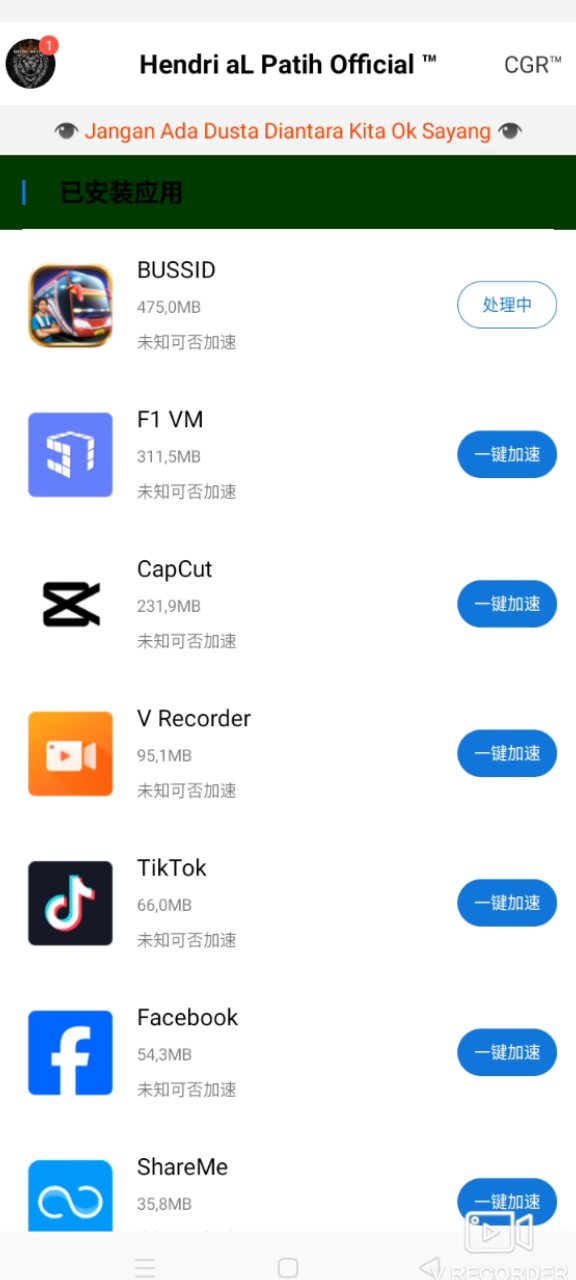 1
Hendri aL Patih Official ™
CGR™
Jangan Ada Dusta Diantara Kita Ok Sayang
已安装应用
BUSSID
475,0MB
未知可否加速
处理中
F1 VM
311,5MB
未知可否加速
一键加速
CapCut
231,9MB
未知可否加速
一键加速
V Recorder
95,1MB
未知可否加速
一键加速
TikTok
66,0MB
未知可否加速
一键加速
Facebook
54,3MB
未知可否加速
一键加速
ShareMe
35,8MB
一键加速
V RECORDER